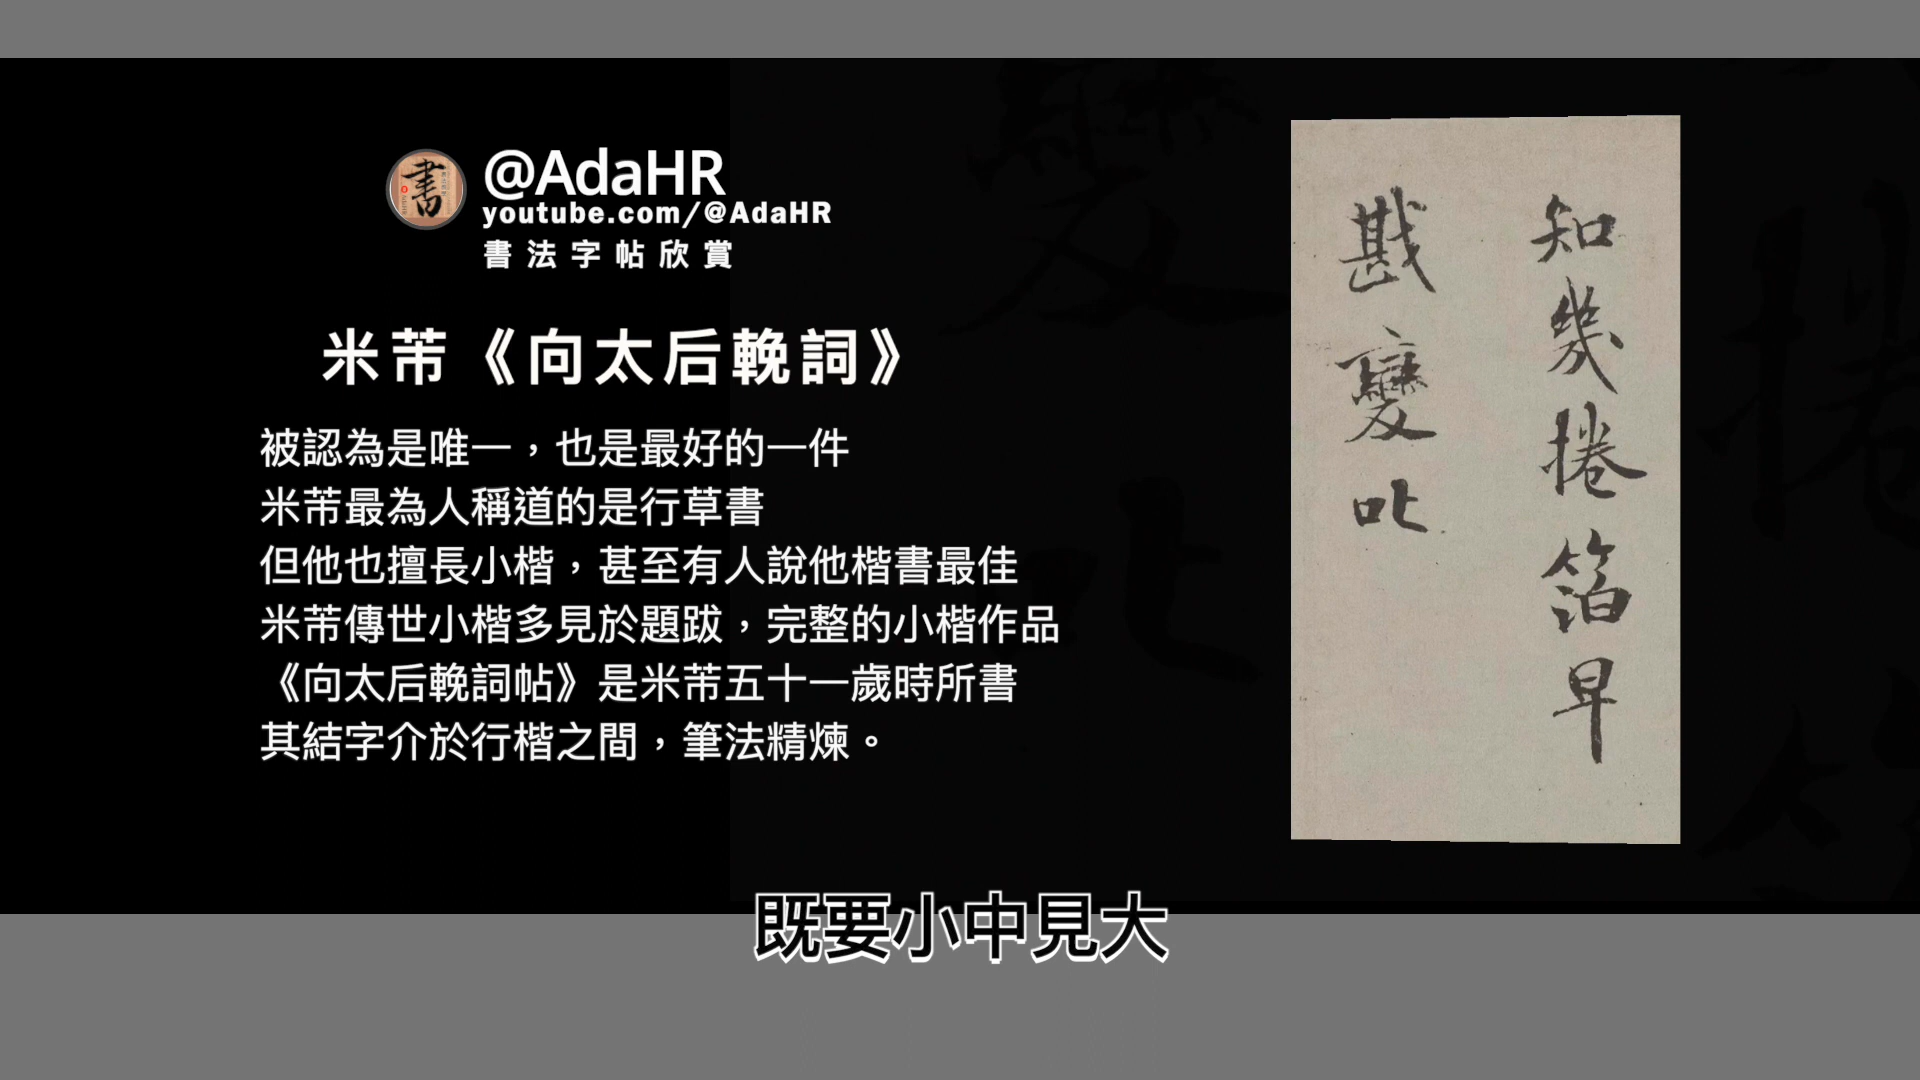 @AdaHR
youtube.com/@AdaHR
書法字帖欣賞
米芾《向太后輓詞》
被認為是唯一，也是最好的一件
米芾最為人稱道的是行草書
但他也擅長小楷，甚至有人說他楷書最佳
米芾傳世小楷多見於題跋，完整的小楷作品
《向太后輓詞帖》是米芾五十一歲時所書
其結字介於行楷之間，筆法精煉。
知幾捲箔早
戡變叱
既要小中見大